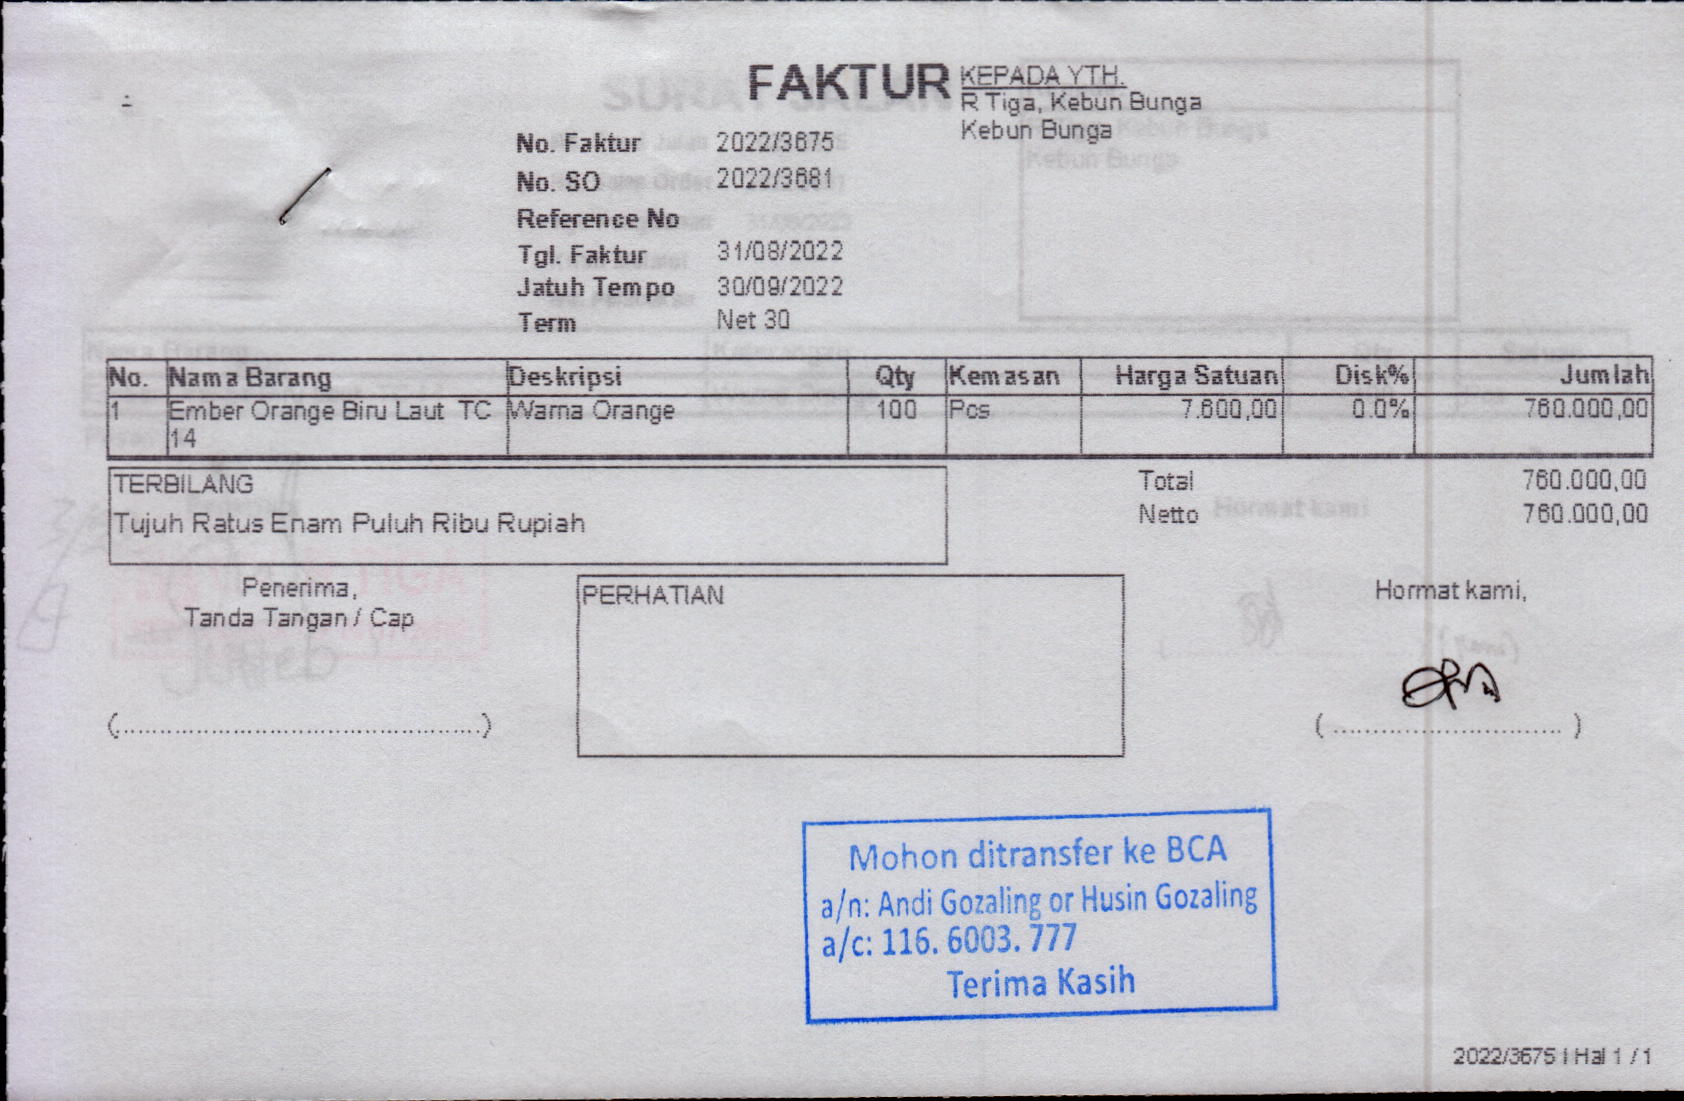 FAKTUR
KEPADA YTH.
R Tiga, Kebun Bunga
Kebun Bunga
No. Faktur 2022/3675
No. SO 2022/3681
Reference No
Tgl. Faktur 31/08/2022
Jatuh Tempo 30/09/2022
Term Net 30
No. Nama Barang Deskripsi Qty Kemasan Harga Satuan Disk% Jumlah
1 Ember Orange Biru Laut TC Warna Orange 100 Pcs 7.600,00 0.0% 760.000,00
14
TERBILANG
Tujuh Ratus Enam Puluh Ribu Rupiah
Total 760.000,00
Netto 760.000,00
Penerima,
Tanda Tangan / Cap
(................................................)
PERHATIAN
Hormat kami,
( ............................. )
Mohon ditransfer ke BCA
a/n: Andi Gozaling or Husin Gozaling
a/c: 116. 6003. 777
Terima Kasih
2022/3675 | Hal 1 / 1